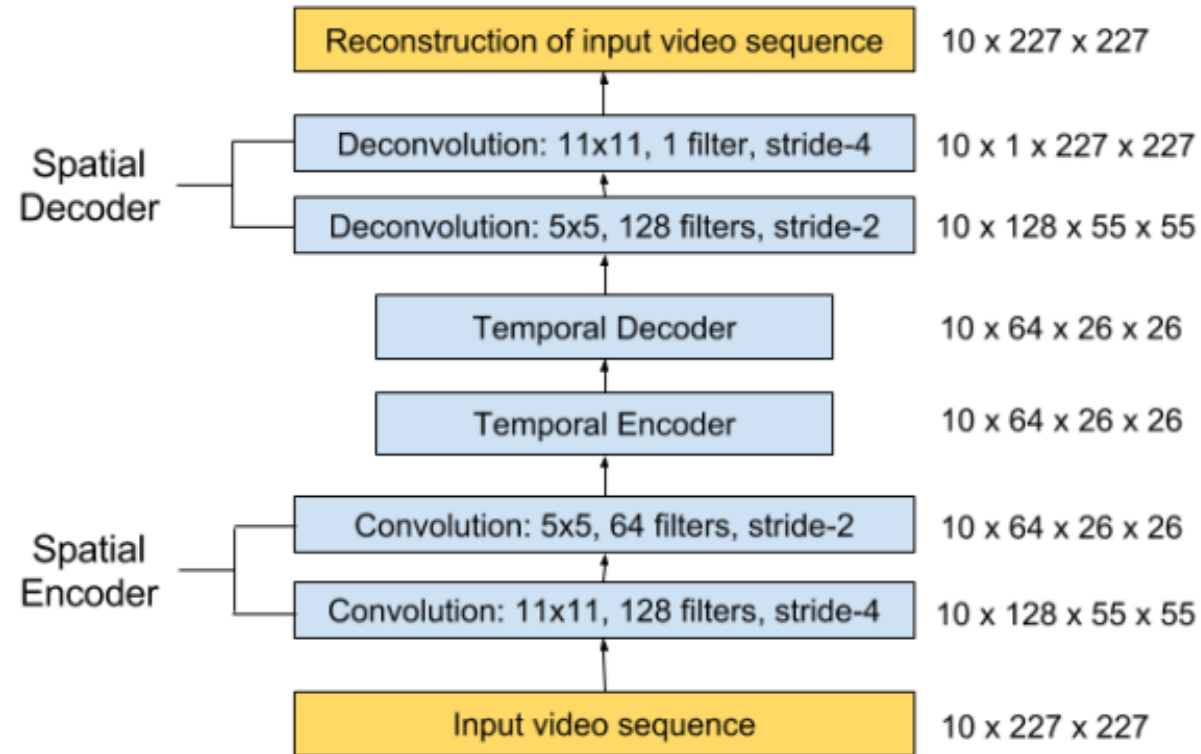 Reconstruction of input video sequence 10 x 227 x 227
Deconvolution: 11x11, 1 filter, stride-4 10 x 1 x 227 x 227
Spatial
Decoder
Deconvolution: 5x5, 128 filters, stride-2 10 x 128 x 55 x 55
Temporal Decoder 10 x 64 x 26 x 26
Temporal Encoder 10 x 64 x 26 x 26
Convolution: 5x5, 64 filters, stride-2 10 x 64 x 26 x 26
Spatial
Encoder
Convolution: 11x11, 128 filters, stride-4 10 x 128 x 55 x 55
Input video sequence 10 x 227 x 227